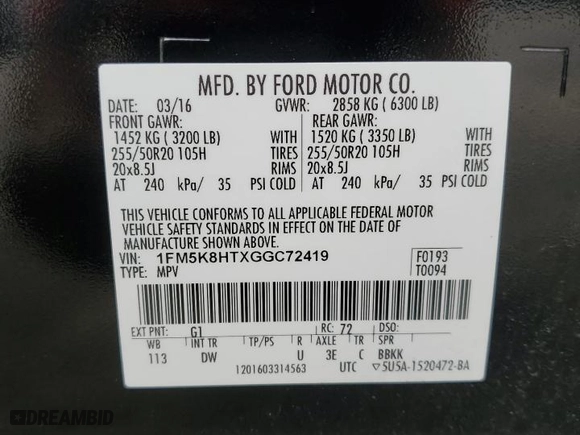 MFD. BY FORD MOTOR CO.
DATE: 03/16 GVWR: 2858 KG ( 6300 LB)
FRONT GAWR: REAR GAWR:
1452 KG ( 3200 LB) WITH 1520 KG ( 3350 LB)
255/50R20 105H TIRES 255/50R20 105H
20x8.5J RIMS 20x8.5J
AT 240 kPa/ 35 PSI COLD AT 240 kPa/ 35 PSI COLD
THIS VEHICLE CONFORMS TO ALL APPLICABLE FEDERAL MOTOR
VEHICLE SAFETY STANDARDS IN EFFECT ON THE DATE OF
MANUFACTURE SHOWN ABOVE.
VIN: 1FM5K8HTXGGC72419 F0193
TYPE: MPV T0094
EXT PNT: G1 RC: 72 DSO:
WB INT TR TP/PS R AXLE TR SPR
113 DW U 3E C BBKK
1201603314563 UTC ▽5U5A-1520472-BA
DREAMBID